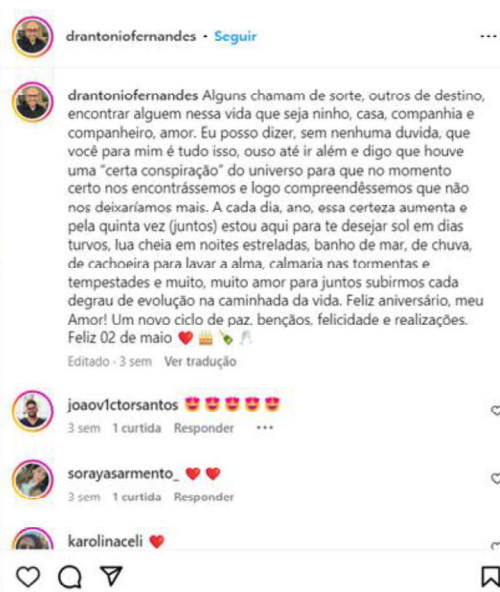 drantoniofernandes • Seguir
drantoniofernandes Alguns chamam de sorte, outros de destino,
encontrar alguem nessa vida que seja ninho, casa, companhia e
companheiro, amor. Eu posso dizer, sem nenhuma duvida, que
você para mim é tudo isso, ouso até ir além e digo que houve
uma "certa conspiração" do universo para que no momento
certo nos encontrássemos e logo compreendêssemos que não
nos deixaríamos mais. A cada dia, ano, essa certeza aumenta e
pela quinta vez (juntos) estou aqui para te desejar sol em dias
turvos, lua cheia em noites estreladas, banho de mar, de chuva,
de cachoeira para lavar a alma, calmaria nas tormentas e
tempestades e muito, muito amor para juntos subirmos cada
degrau de evolução na caminhada da vida. Feliz aniversário, meu
Amor! Um novo ciclo de paz, bençãos, felicidade e realizações.
Feliz 02 de maio ❤️🎂🍾🥂
Editado · 3 sem Ver tradução
joaov1ctorsantos 😍😍😍😍😍
3 sem 1 curtida Responder •••
sorayasarmento_ ❤️❤️
3 sem 1 curtida Responder
karolinaceli ❤️